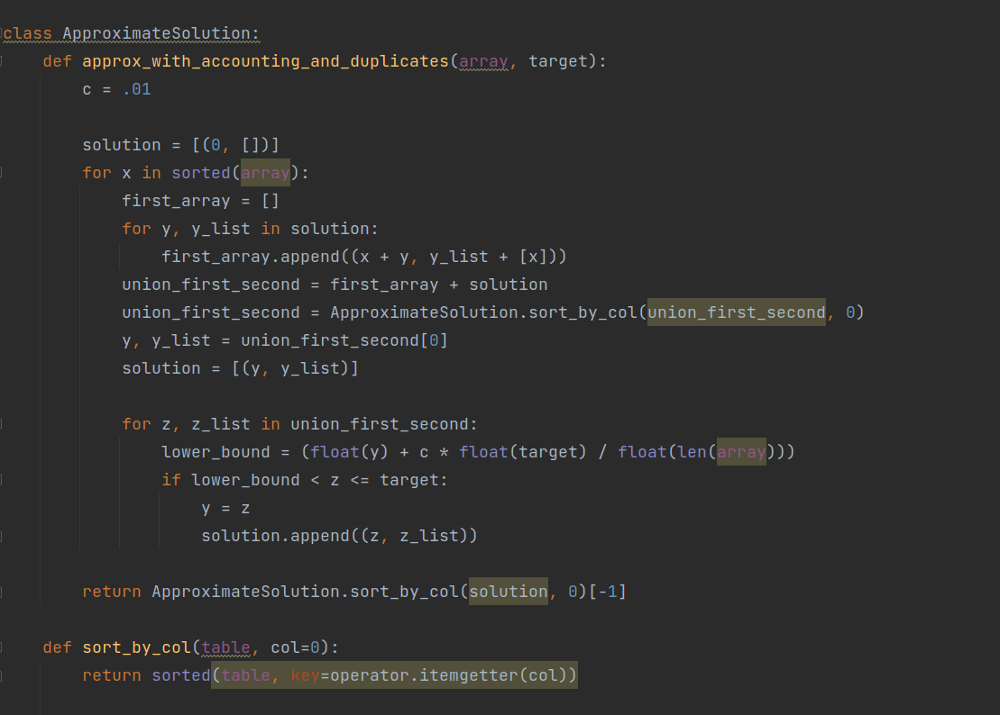 class ApproximateSolution:
    def approx_with_accounting_and_duplicates(array, target):
        c = .01

        solution = [(0, [])]
        for x in sorted(array):
            first_array = []
            for y, y_list in solution:
                first_array.append((x + y, y_list + [x]))
            union_first_second = first_array + solution
            union_first_second = ApproximateSolution.sort_by_col(union_first_second, 0)
            y, y_list = union_first_second[0]
            solution = [(y, y_list)]

            for z, z_list in union_first_second:
                lower_bound = (float(y) + c * float(target) / float(len(array)))
                if lower_bound < z <= target:
                    y = z
                    solution.append((z, z_list))

        return ApproximateSolution.sort_by_col(solution, 0)[-1]

    def sort_by_col(table, col=0):
        return sorted(table, key=operator.itemgetter(col))